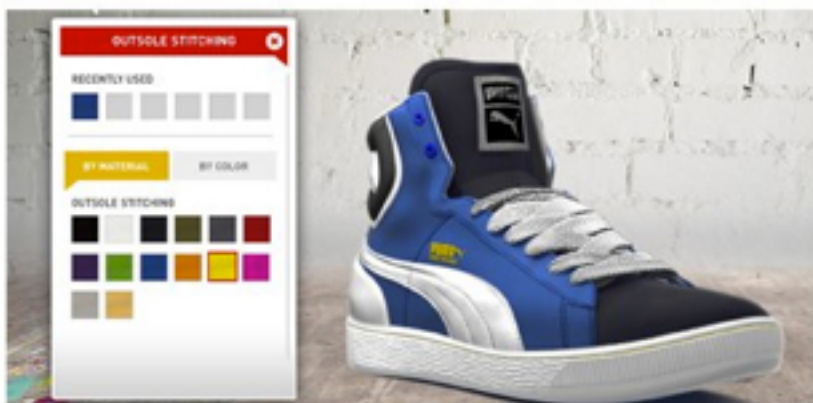 OUTSOLE STITCHING
RECENTLY USED
BY MATERIAL
BY COLOR
OUTSOLE STITCHING
PUMA